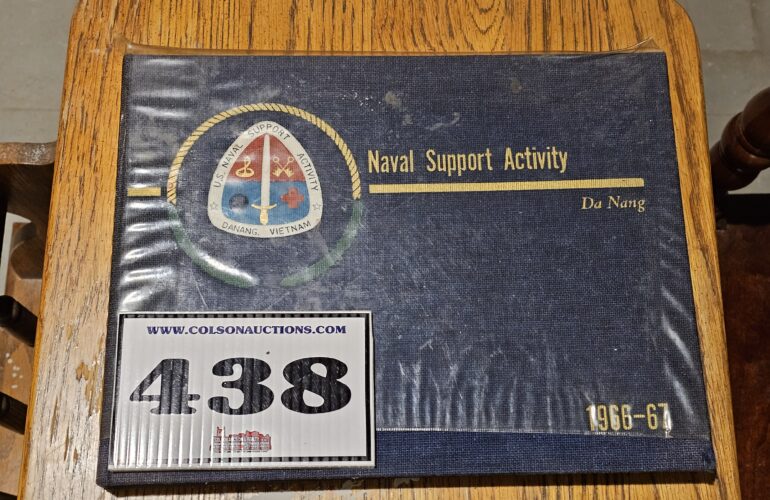 U.S. NAVAL SUPPORT ACTIVITY
DANANG, VIETNAM
Naval Support Activity
Da Nang
WWW.COLSONAUCTIONS.COM
438
1966-67